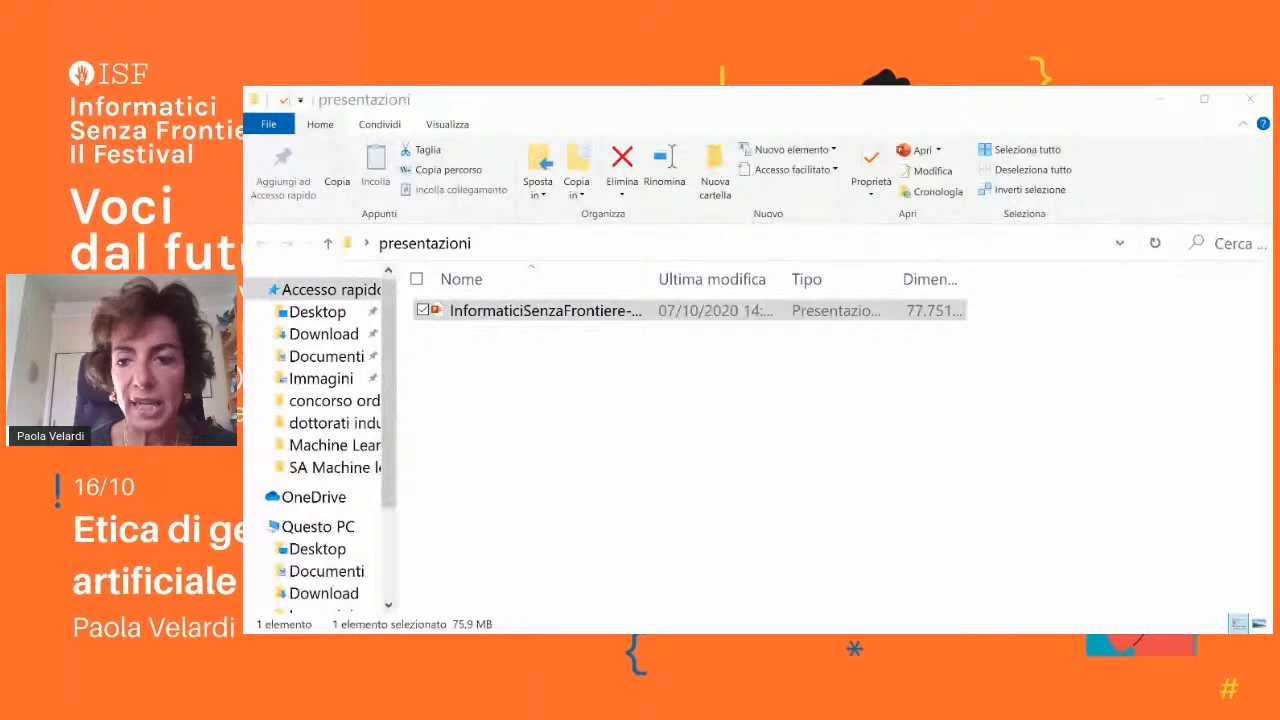 ISF
Informatici
Senza Frontie
Il Festival
Voci
dal futu
Paola Velardi
16/10
Etica di ge
artificiale
Paola Velardi
presentazioni
File Home Condividi Visualizza
Aggiungi ad
Accesso rapido
Copia
Incolla
Taglia
Copia percorso
Incolla collegamento
Appunti
Sposta
in
Copia
in
Elimina
Rinomina
Organizza
Nuova
cartella
Nuovo elemento
Accesso facilitato
Nuovo
Proprietà
Apri
Modifica
Cronologia
Apri
Seleziona tutto
Deseleziona tutto
Inverti selezione
Seleziona
presentazioni
Cerca ...
Nome Ultima modifica Tipo Dimen...
InformaticiSenzaFrontiere-... 07/10/2020 14:... Presentazio... 77.751...
Accesso rapido
Desktop
Download
Documenti
Immagini
concorso ord
dottorati indu
Machine Lear
SA Machine le
OneDrive
Questo PC
Desktop
Documenti
Download
1 elemento 1 elemento selezionato 75,9 MB
{
*
#